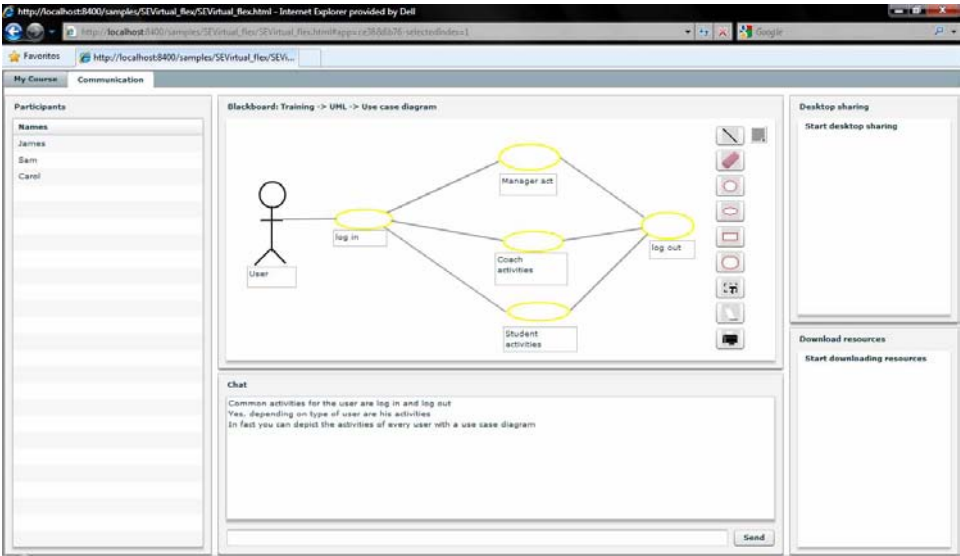 http://localhost:8400/samples/SEVirtual_flex/SEVirtual_flex.html - Internet Explorer provided by Dell
Google
Favorites
http://localhost:8400/samples/SEVirtual_flex/SEVi...
My Course
Communication
Participants
Names
James
Sam
Carol
Blackboard: Training -> UML -> Use case diagram
Manager act
log in
User
Coach
activities
log out
Student
activities
Chat
Common activities for the user are log in and log out
Yes, depending on type of user are his activities
In fact you can depict the activities of every user with a use case diagram
Send
Desktop sharing
Start desktop sharing
Download resources
Start downloading resources